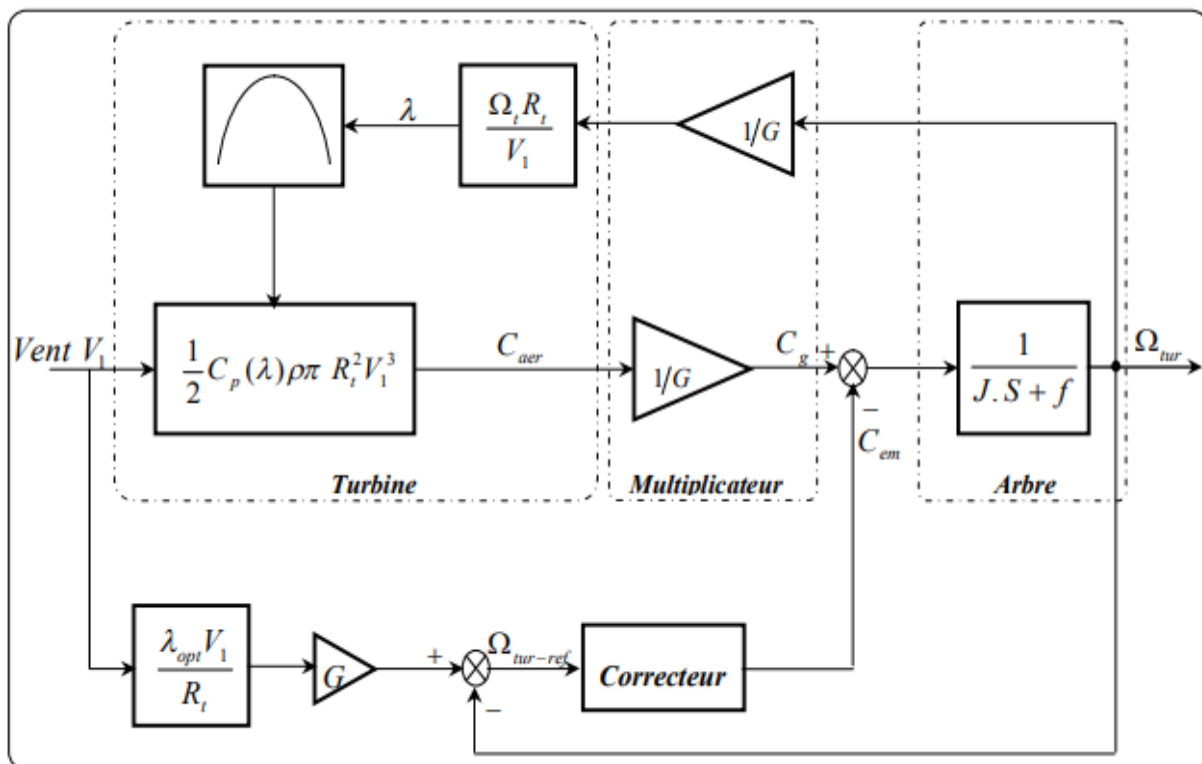 λ
Ω_t R_t
V_1
1/G
Vent V_1
1/2 C_p(λ)ρπ R_t^2 V_1^3
C_aer
1/G
C_g
+
−
C_em
1
J.S + f
Ω_tur
Turbine
Multiplicateur
Arbre
λ_opt V_1
R_t
G
+
−
Ω_tur−ref
Correcteur